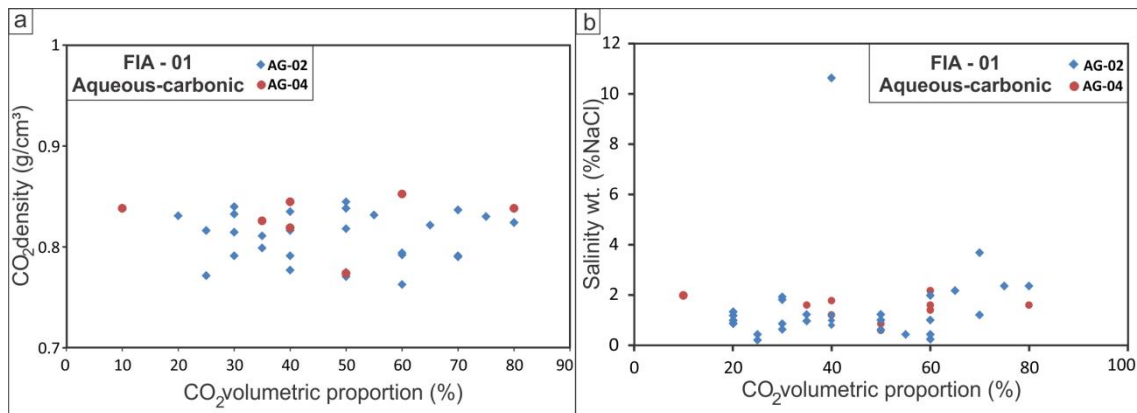 a
FIA - 01
Aqueous-carbonic
AG-02
AG-04
CO₂density (g/cm³)
1
0.9
0.8
0.7
10 20 30 40 50 60 70 80 90
CO₂volumetric proportion (%)
b
FIA - 01
Aqueous-carbonic
AG-02
AG-04
Salinity wt. (%NaCl)
12
10
8
6
4
2
0
0 20 40 60 80 100
CO₂volumetric proportion (%)